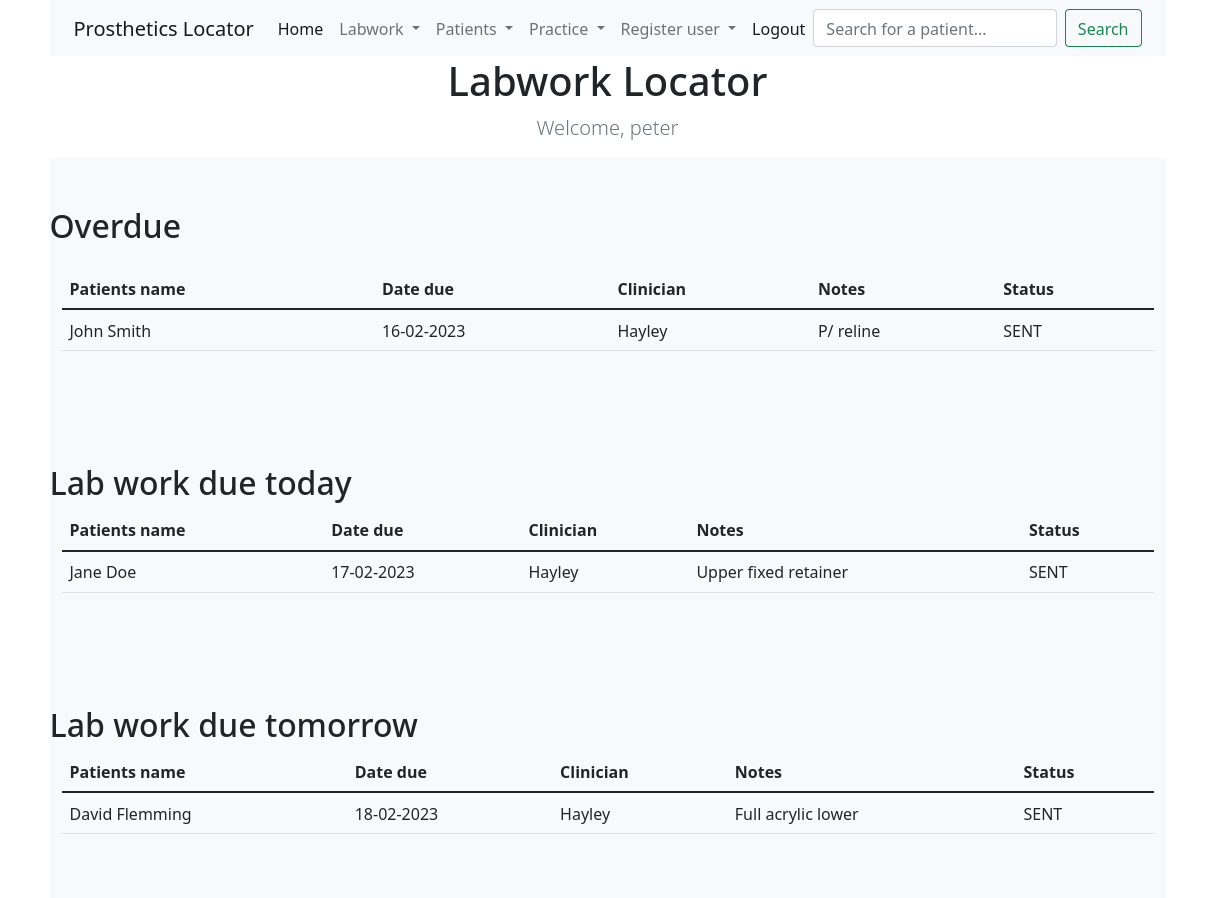 Prosthetics Locator Home Labwork Patients Practice Register user Logout Search for a patient... Search
Labwork Locator
Welcome, peter
Overdue
Patients name Date due Clinician Notes Status
John Smith 16-02-2023 Hayley P/ reline SENT
Lab work due today
Patients name Date due Clinician Notes Status
Jane Doe 17-02-2023 Hayley Upper fixed retainer SENT
Lab work due tomorrow
Patients name Date due Clinician Notes Status
David Flemming 18-02-2023 Hayley Full acrylic lower SENT